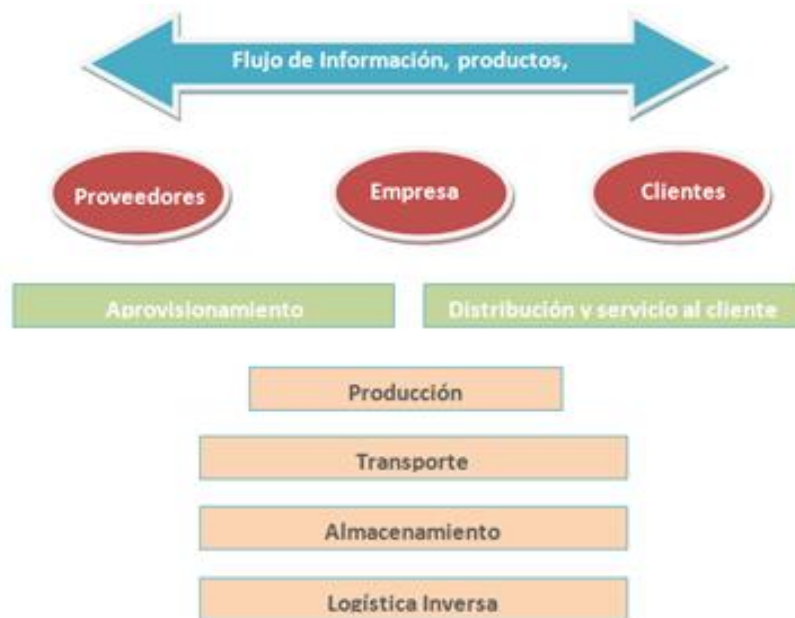 Flujo de Información, productos,
Proveedores
Empresa
Clientes
Aprovisionamiento
Distribución y servicio al cliente
Producción
Transporte
Almacenamiento
Logística Inversa